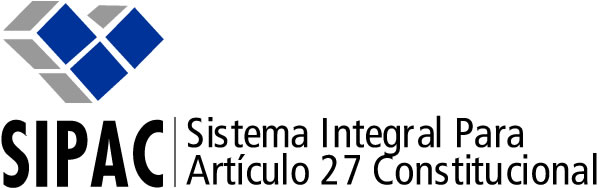 SIPAC
Sistema Integral Para
Artículo 27 Constitucional